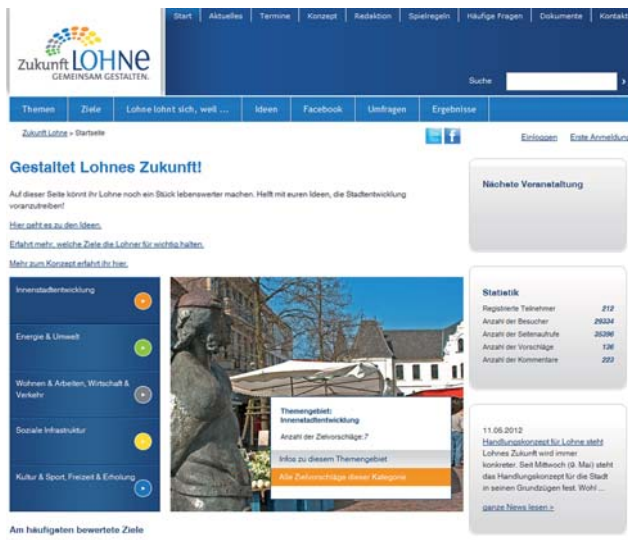 Start Aktuelles Termine Konzept Redaktion Spielregeln Häufige Fragen Dokumente Kontakt
Zukunft LOHNE
GEMEINSAM GESTALTEN.
Suche
Themen Ziele Lohne lohnt sich, weil ... Ideen Facebook Umfragen Ergebnisse
Zukunft Lohne > Startseite
Einloggen Erste Anmeldung
Gestaltet Lohnes Zukunft!
Auf dieser Seite könnt ihr Lohne noch ein Stück lebenswerter machen. Helft mit euren Ideen, die Stadtentwicklung
voranzutreiben!
Hier geht es zu den Ideen.
Erfahrt mehr, welche Ziele die Lohner für wichtig halten.
Mehr zum Konzept erfahrt ihr hier.
Innenstadtentwicklung
Energie & Umwelt
Wohnen & Arbeiten, Wirtschaft &
Verkehr
Soziale Infrastruktur
Kultur & Sport, Freizeit & Erholung
Themengebiet:
Innenstadtentwicklung
Anzahl der Zielvorschläge:7
Infos zu diesem Themengebiet
Alle Zielvorschläge dieser Kategorie
Am häufigsten bewertete Ziele
Nächste Veranstaltung
Statistik
Registrierte Teilnehmer 212
Anzahl der Besucher 29334
Anzahl der Seitenaufrufe 35396
Anzahl der Vorschläge 136
Anzahl der Kommentare 223
11.05.2012
Handlungskonzept für Lohne steht
Lohnes Zukunft wird immer
konkreter. Seit Mittwoch (9. Mai) steht
das Handlungskonzept für die Stadt
in seinen Grundzügen fest. Wohl ...
ganze News lesen »